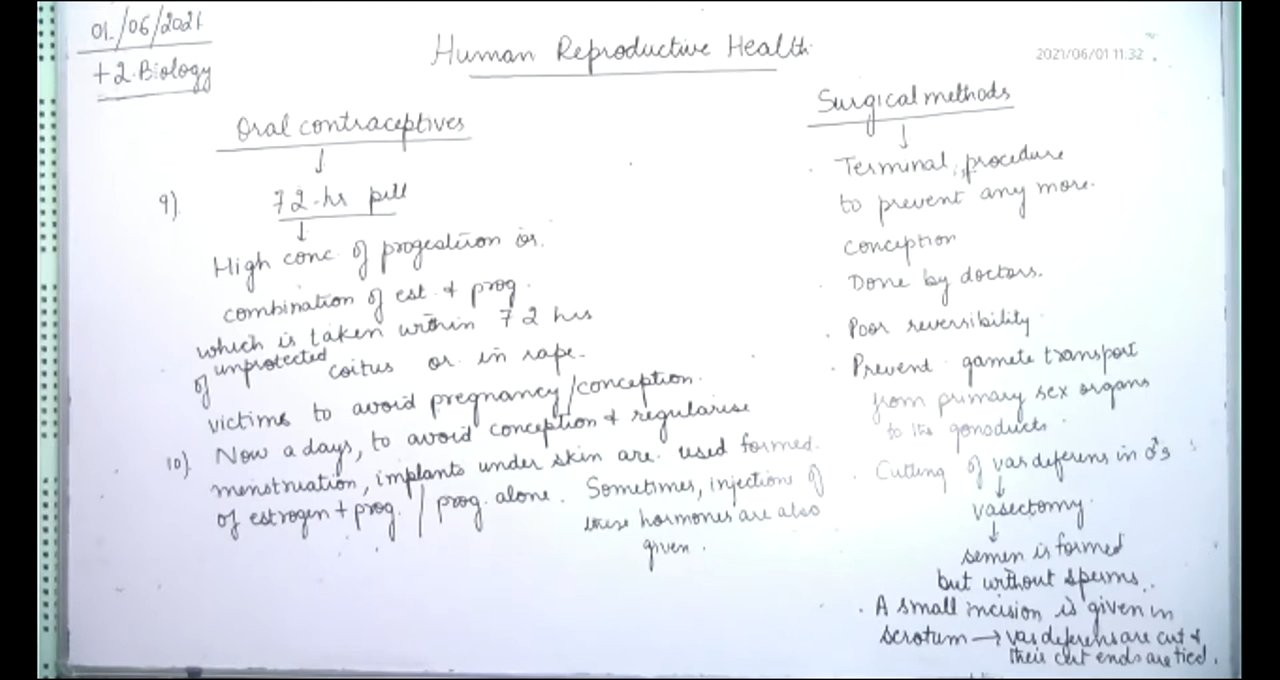 01/06/2021
+2 Biology
Human Reproductive Health
2021/06/01 11:32
Oral contraceptives
↓
9) 72-hr pill
↓
High conc of progestiron or
combination of est. + prog.
which is taken within 72 hrs
of unprotected coitus or in rape
victims to avoid pregnancy/conception.
10) Now a days, to avoid conception & regularise
menstruation, implants under skin are used formed
of estrogen + prog. / prog. alone. Sometimes, injections of
these hormones are also
given.
Surgical methods
↓
. Terminal procedure
to prevent any more
conception
. Done by doctors.
. Poor reversibility
. Prevent gamete transport
from primary sex organs
to its gonoducts.
. Cutting of vas deferens in ♂s
↓
vasectomy
↓
semen is formed
but without sperms.
. A small incision is given in
scrotum → vas deferens are cut &
their cut ends are tied.